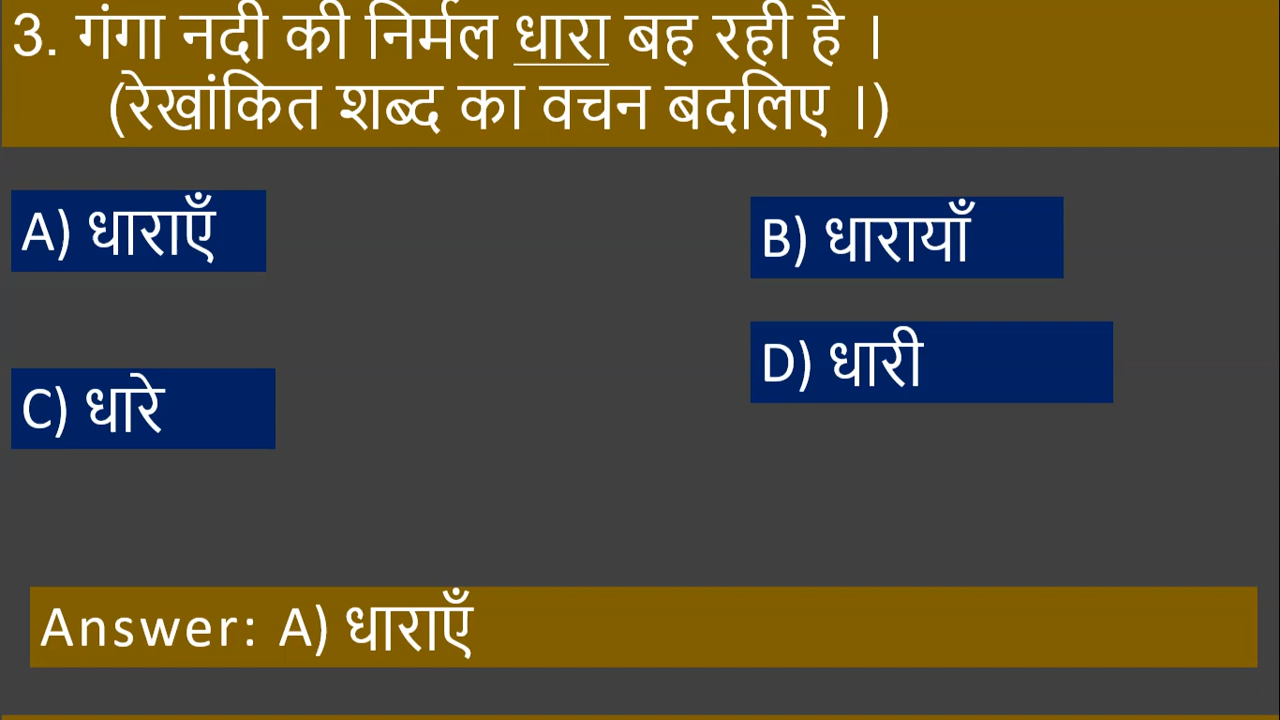 3. गंगा नदी की निर्मल धारा बह रही है ।
(रेखांकित शब्द का वचन बदलिए ।)
A) धाराएँ
B) धारायाँ
C) धारे
D) धारी
Answer: A) धाराएँ